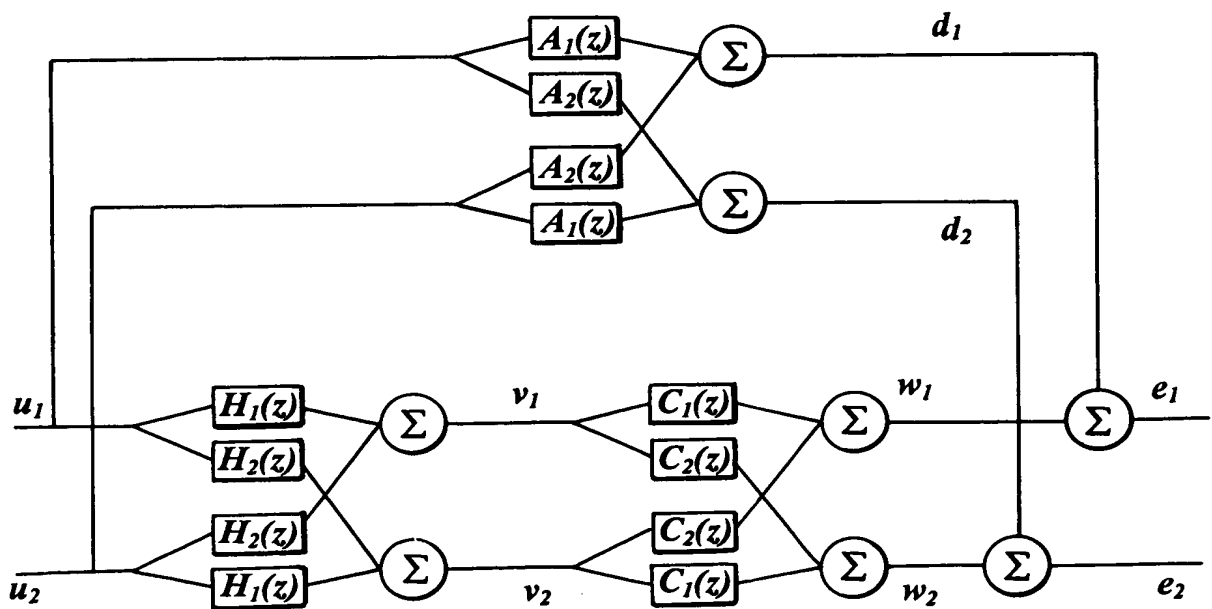 A₁(z) Σ d₁
A₂(z)
A₂(z) Σ
A₁(z) d₂
u₁ H₁(z) Σ v₁ C₁(z) Σ w₁ Σ e₁
H₂(z) C₂(z)
H₂(z) C₂(z)
u₂ H₁(z) Σ v₂ C₁(z) Σ w₂ Σ e₂